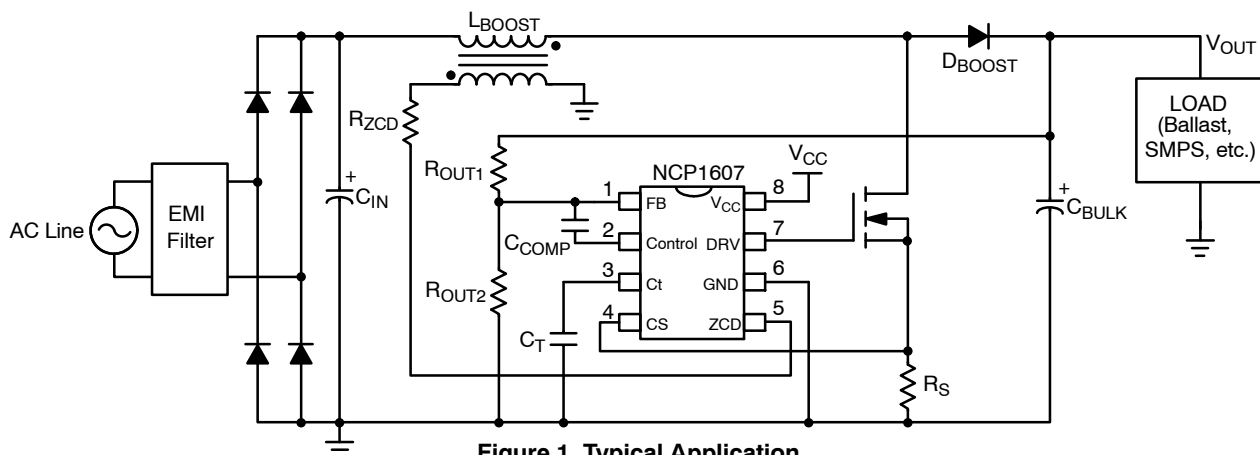 LBOOST
DBOOST
VOUT
LOAD
(Ballast,
SMPS, etc.)
RZCD
ROUT1
VCC
NCP1607
+
CIN
+
CBULK
AC Line
EMI
Filter
1
FB
VCC
8
CCOMP
2
Control
DRV
7
ROUT2
3
Ct
GND
6
4
CS
ZCD
5
CT
RS
Figure 1. Typical Application